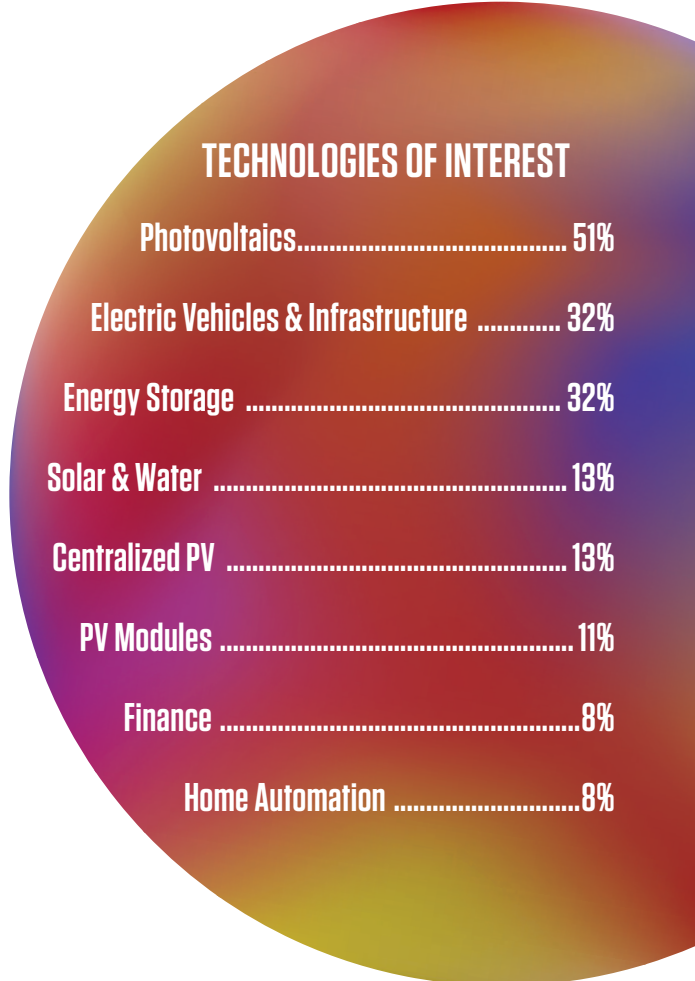 TECHNOLOGIES OF INTEREST
Photovoltaics.......................................... 51%
Electric Vehicles & Infrastructure ............. 32%
Energy Storage ................................................. 32%
Solar & Water ....................................................... 13%
Centralized PV ..................................................... 13%
PV Modules ....................................................... 11%
Finance ........................................................8%
Home Automation .............................8%